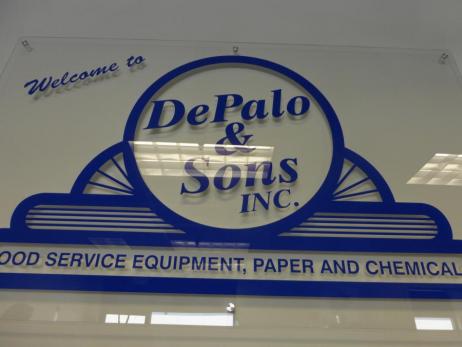 Welcome to
DePalo
&
Sons
INC.
OOD SERVICE EQUIPMENT, PAPER AND CHEMICAL